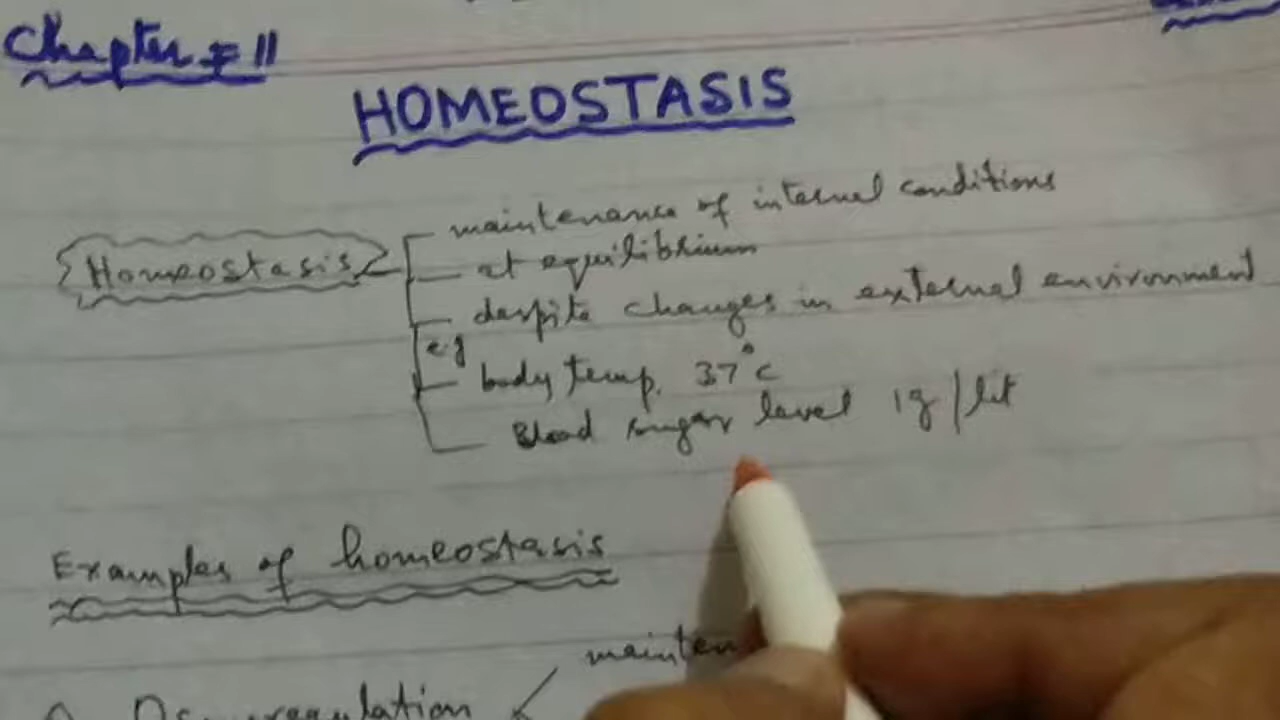 Chapter # 11
HOMEOSTASIS
Homeostasis
maintenance of internal conditions
at equilibrium
despite changes in external environment
e.g
body temp. 37°c
Blood sugar level 1g/lit
Examples of homeostasis
mainten
Osmoregulation